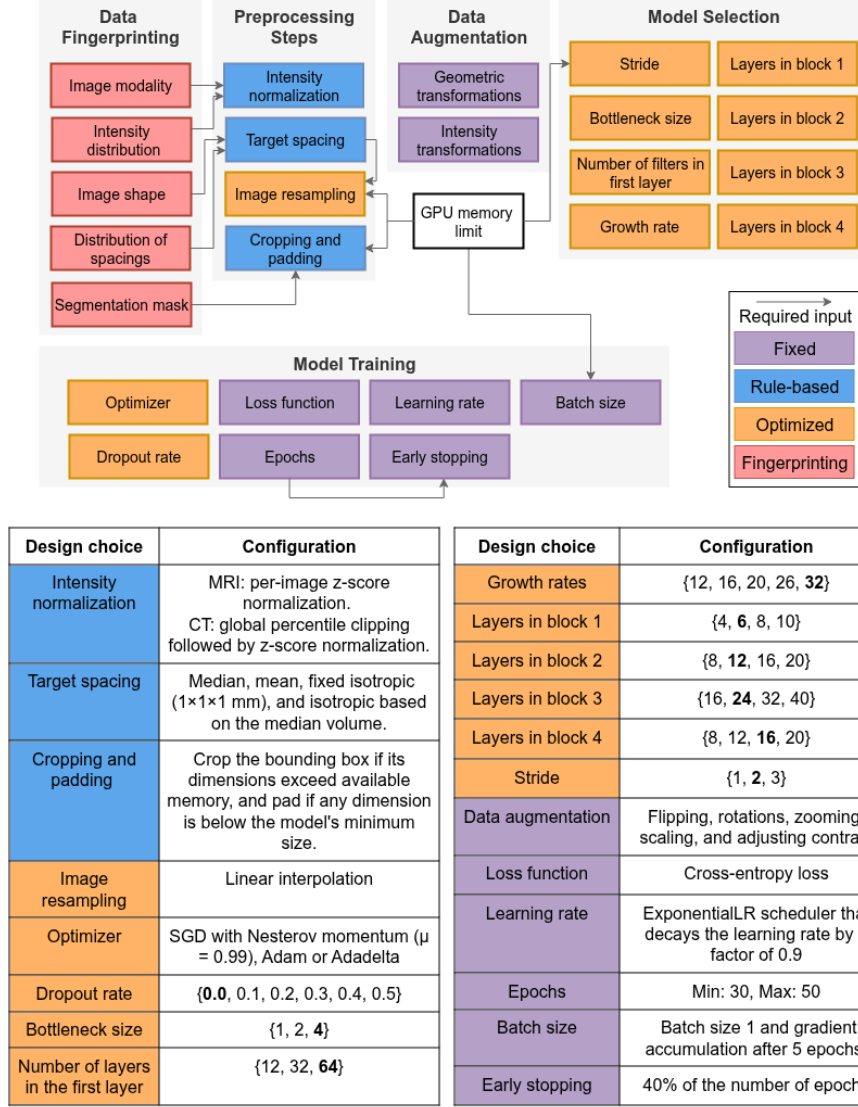 Data
Fingerprinting
Image modality
Intensity
distribution
Image shape
Distribution of
spacings
Segmentation mask
Preprocessing
Steps
Intensity
normalization
Target spacing
Image resampling
Cropping and
padding
Data
Augmentation
Geometric
transformations
Intensity
transformations
GPU memory
limit
Model Selection
Stride
Layers in block 1
Bottleneck size
Layers in block 2
Number of filters in
first layer
Layers in block 3
Growth rate
Layers in block 4
Required input
Fixed
Rule-based
Optimized
Fingerprinting
Model Training
Optimizer
Loss function
Learning rate
Batch size
Dropout rate
Epochs
Early stopping
Design choice
Configuration
Intensity
normalization
MRI: per-image z-score
normalization.
CT: global percentile clipping
followed by z-score normalization.
Target spacing
Median, mean, fixed isotropic
(1×1×1 mm), and isotropic based
on the median volume.
Cropping and
padding
Crop the bounding box if its
dimensions exceed available
memory, and pad if any dimension
is below the model's minimum
size.
Image
resampling
Linear interpolation
Optimizer
SGD with Nesterov momentum (μ
= 0.99), Adam or Adadelta
Dropout rate
{0.0, 0.1, 0.2, 0.3, 0.4, 0.5}
Bottleneck size
{1, 2, 4}
Number of layers
in the first layer
{12, 32, 64}
Design choice
Configuration
Growth rates
{12, 16, 20, 26, 32}
Layers in block 1
{4, 6, 8, 10}
Layers in block 2
{8, 12, 16, 20}
Layers in block 3
{16, 24, 32, 40}
Layers in block 4
{8, 12, 16, 20}
Stride
{1, 2, 3}
Data augmentation
Flipping, rotations, zooming
scaling, and adjusting
Loss function
Cross-entropy loss
Learning rate
ExponentialLR scheduler
decays the learning rate by
factor of 0.9
Epochs
Min: 30, Max: 50
Batch size
Batch size 1 and gradient
accumulation after 5 epochs
Early stopping
40% of the number of